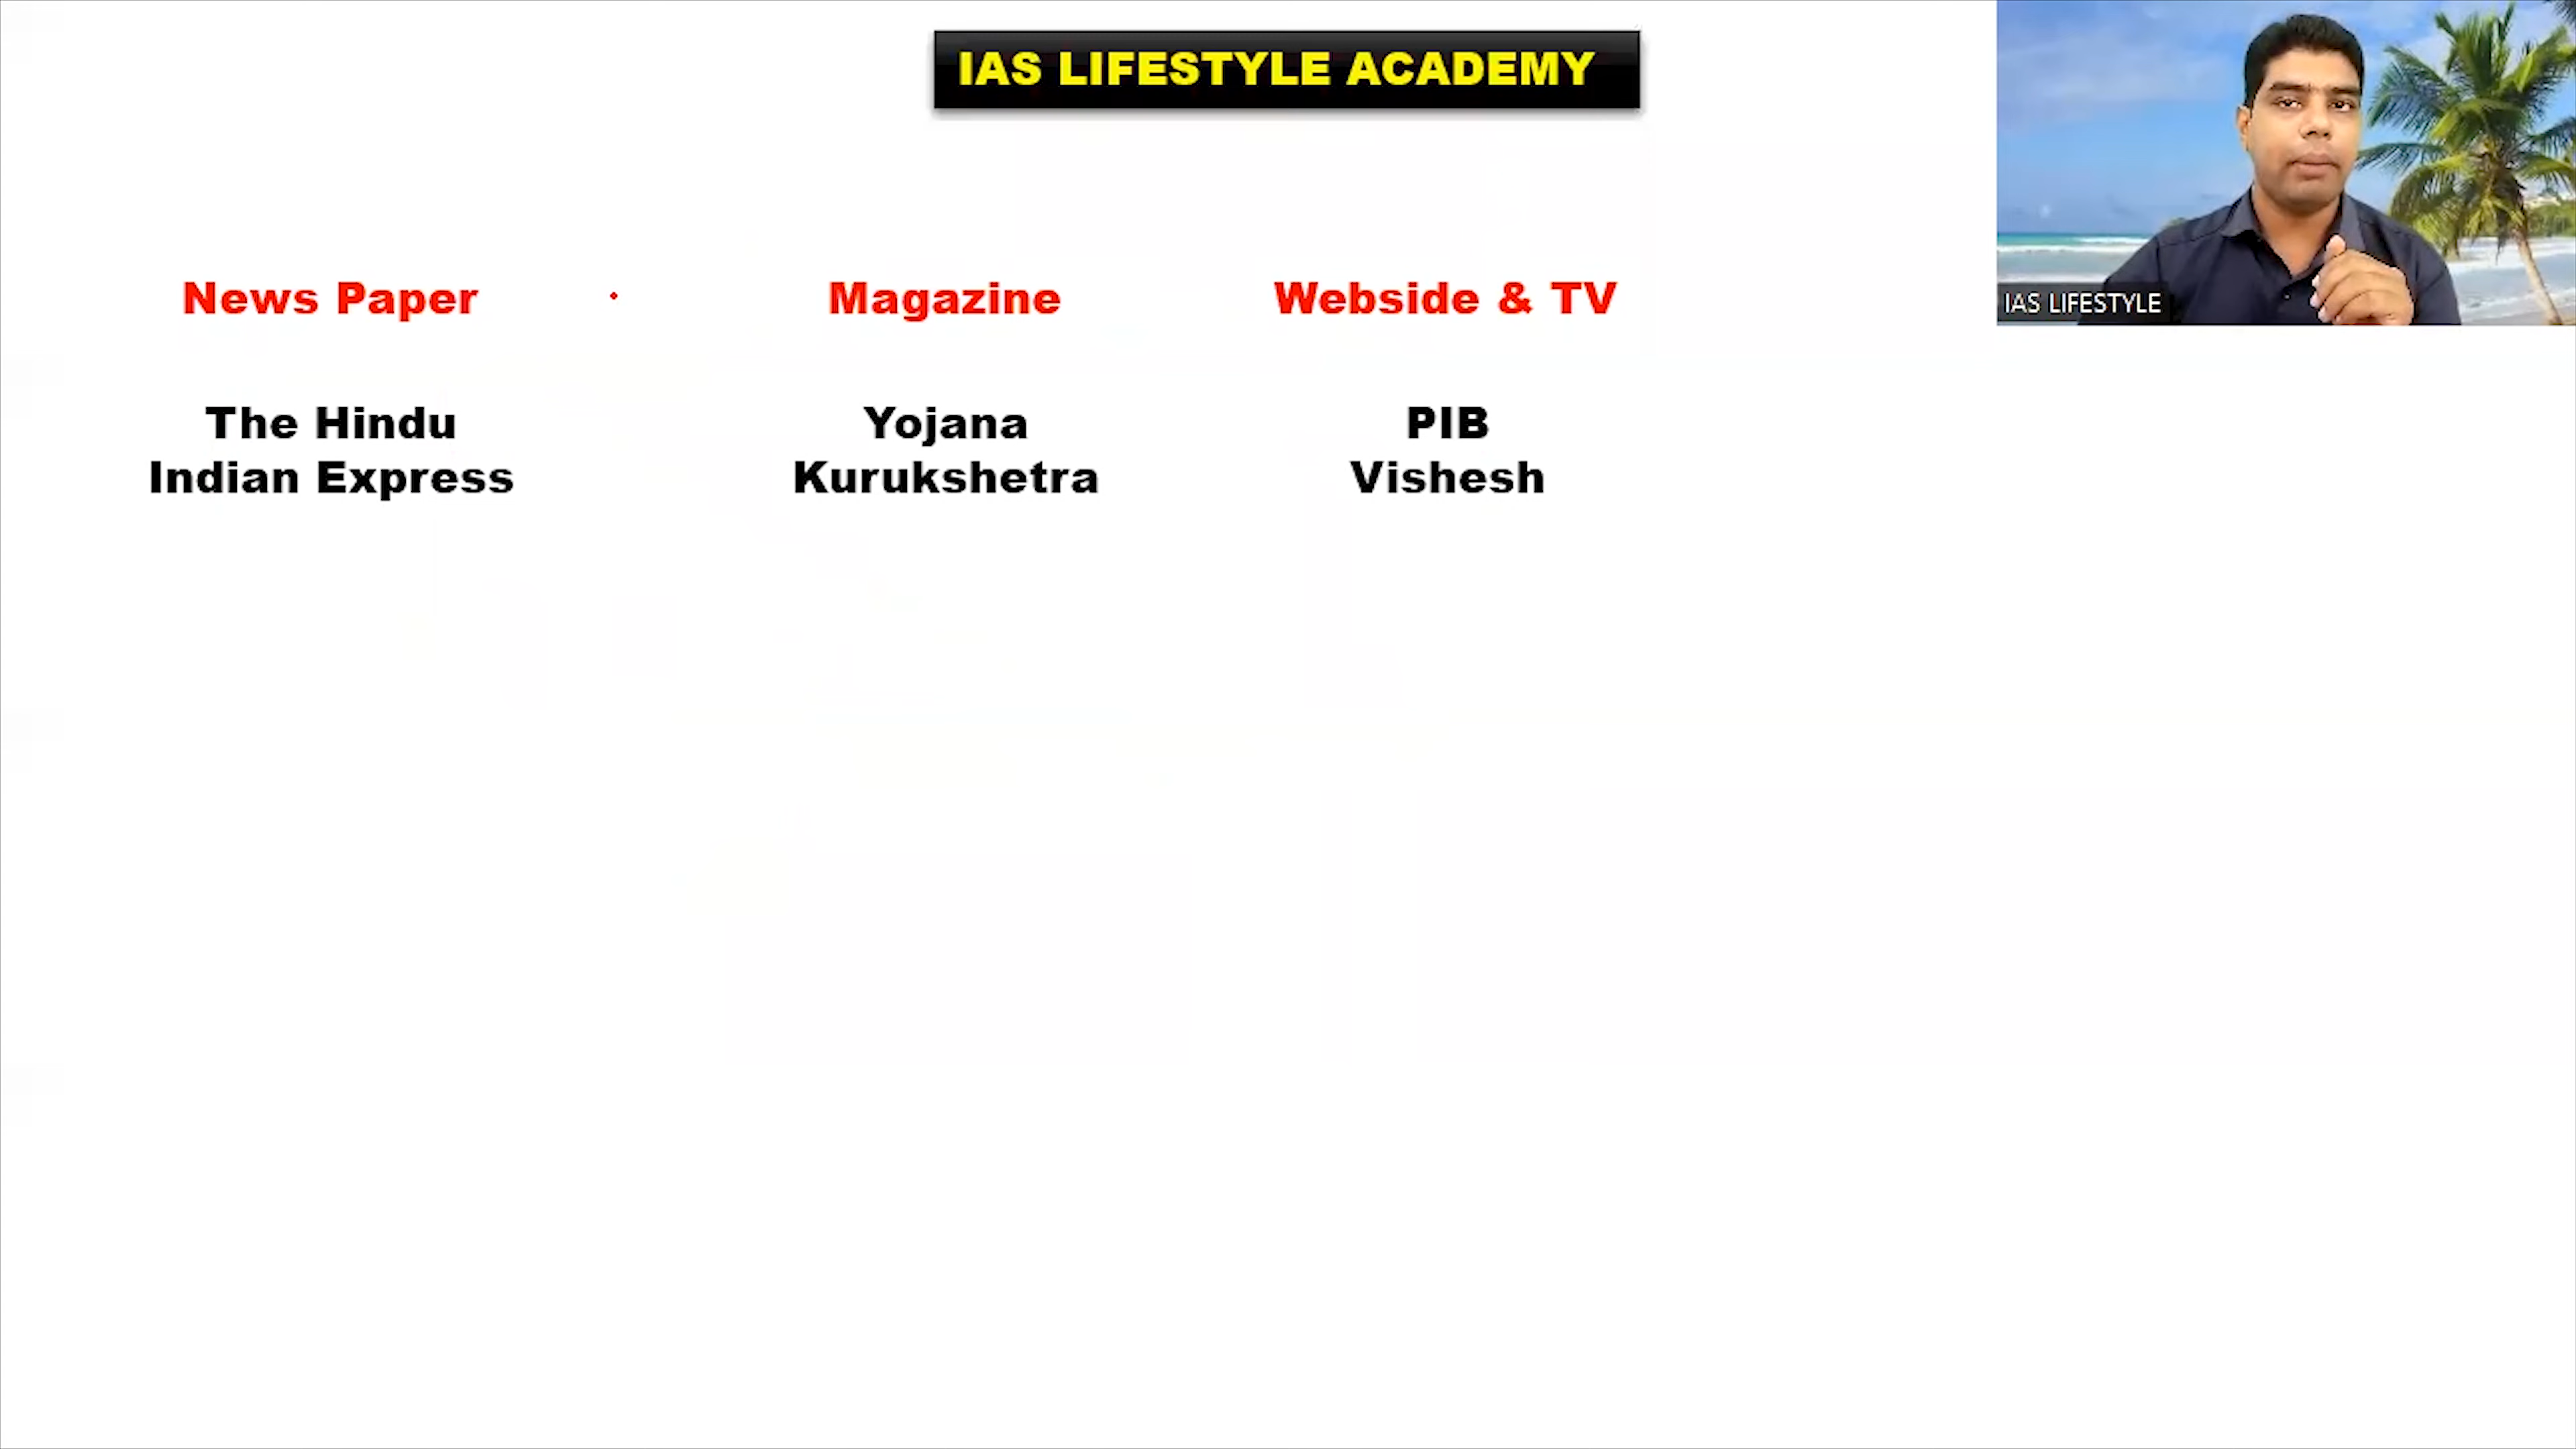 IAS LIFESTYLE ACADEMY
IAS LIFESTYLE
News Paper
The Hindu
Indian Express
Magazine
Yojana
Kurukshetra
Webside & TV
PIB
Vishesh